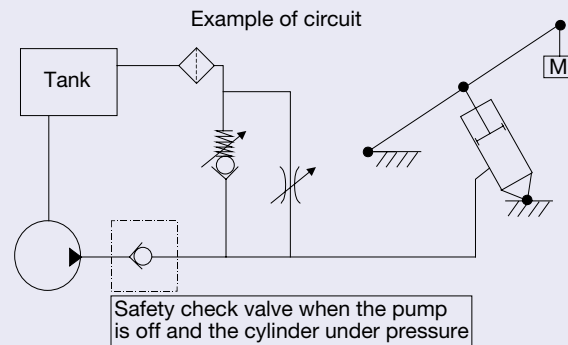 Example of circuit
Tank
M
Safety check valve when the pump
is off and the cylinder under pressure